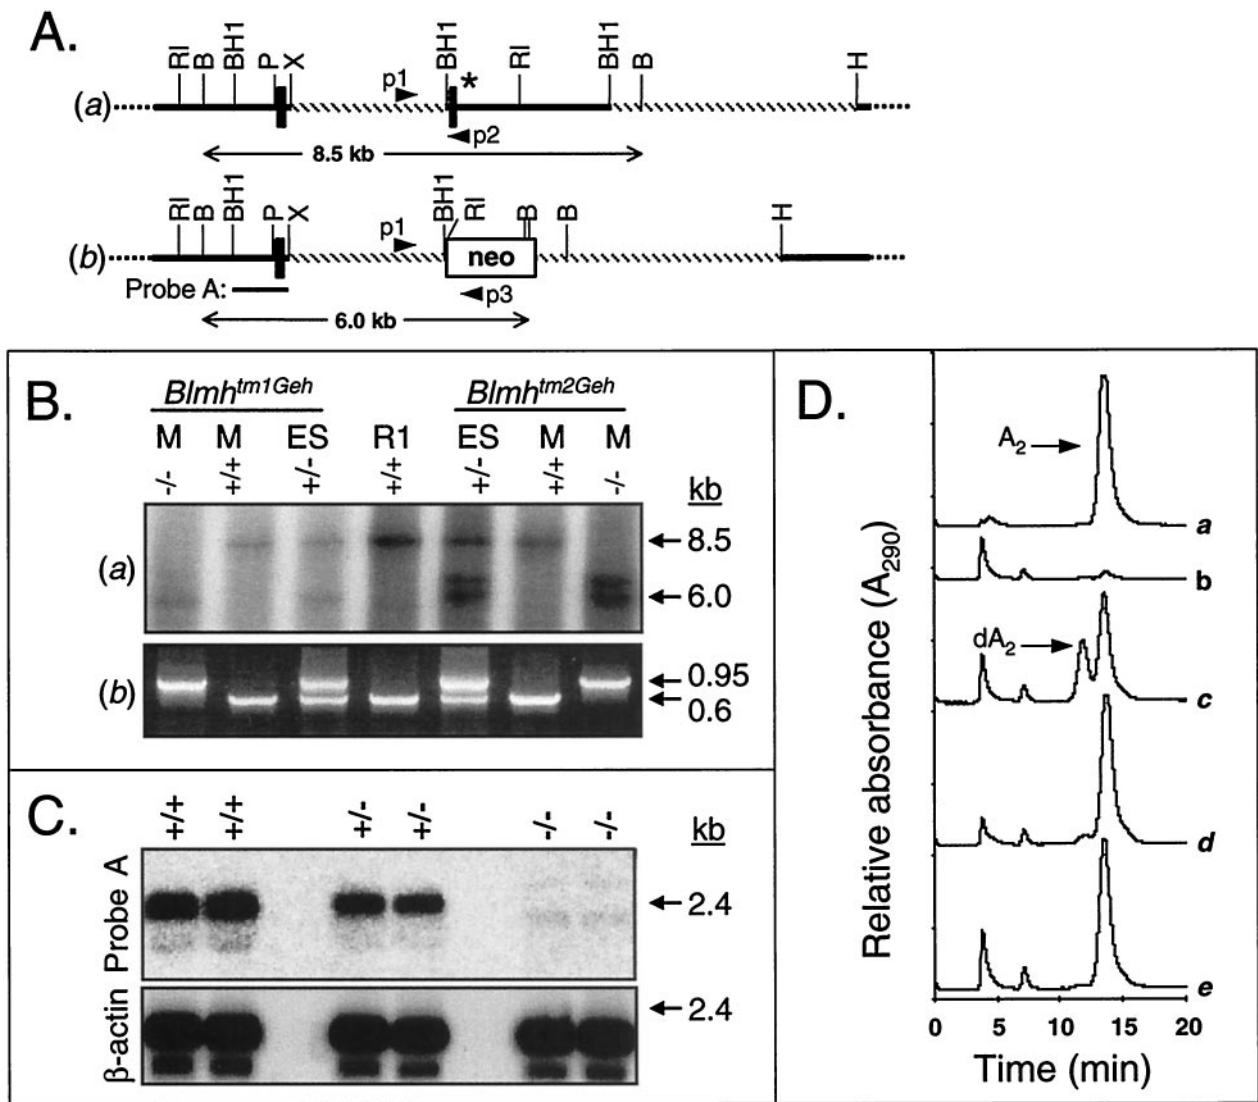 A.
RI B BH1 P X BH1 * RI BH1 B H
(a) p1
p2
8.5 kb
RI B BH1 P X BH1 RI B B H
p1
(b) neo
Probe A: p3
6.0 kb
B.
Blmh^tm1Geh Blmh^tm2Geh
M M ES R1 ES M M
-/- +/+ +/- +/+ +/- +/+ -/- kb
(a) 8.5
6.0
(b) 0.95
0.6
C.
+/+ +/+ +/- +/- -/- -/- kb
Probe A 2.4
β-actin 2.4
D.
Relative absorbance (A290)
A2
a
b
dA2
c
d
e
0 5 10 15 20
Time (min)